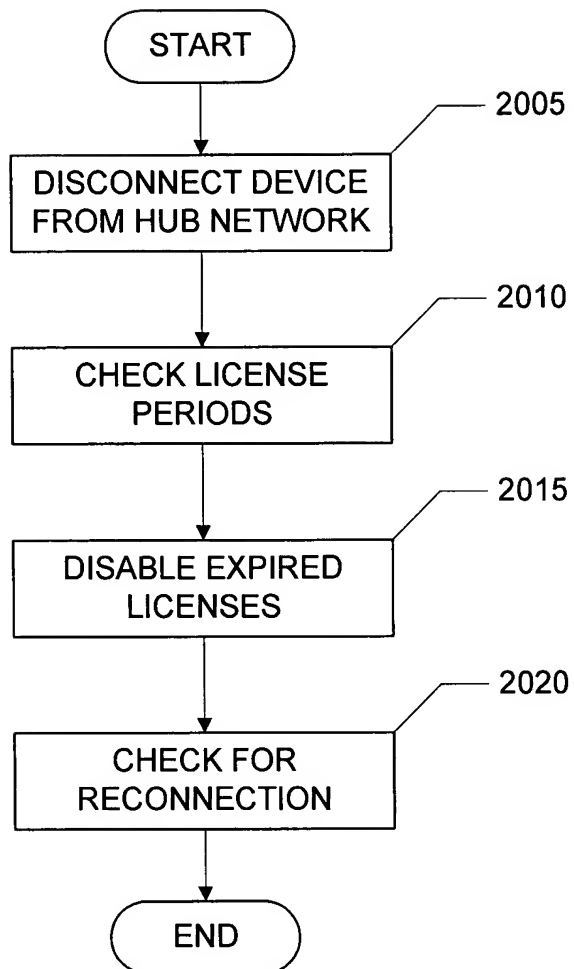 START
2005
DISCONNECT DEVICE
FROM HUB NETWORK
2010
CHECK LICENSE
PERIODS
2015
DISABLE EXPIRED
LICENSES
2020
CHECK FOR
RECONNECTION
END